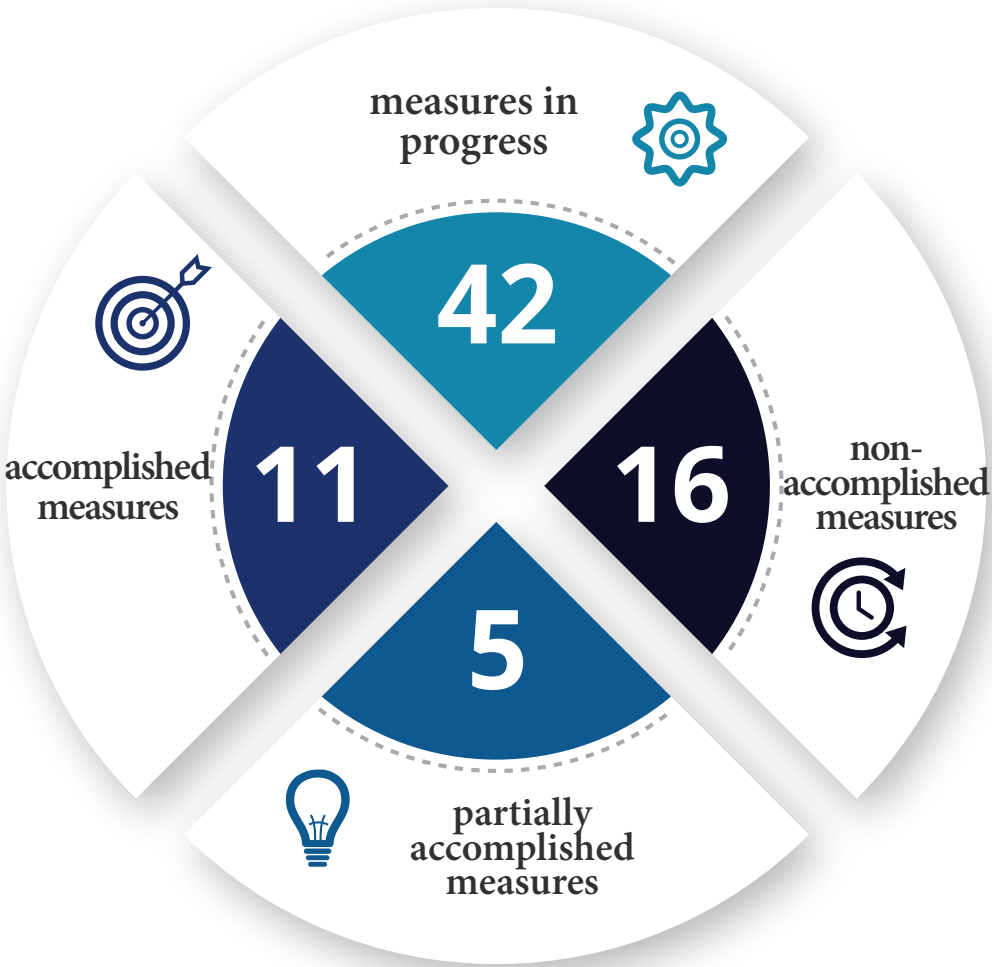 measures in
progress
42
accomplished
measures
11
16
non-
accomplished
measures
5
partially
accomplished
measures